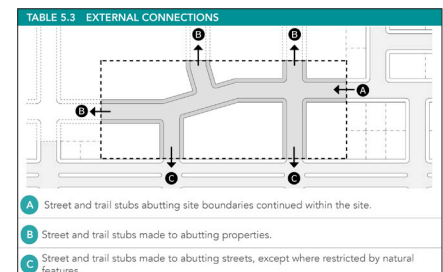 TABLE 5.3 EXTERNAL CONNECTIONS
B
B
A
B
C
C
A Street and trail stubs abutting site boundaries continued within the site.
B Street and trail stubs made to abutting properties.
C Street and trail stubs made to abutting streets, except where restricted by natural
features.